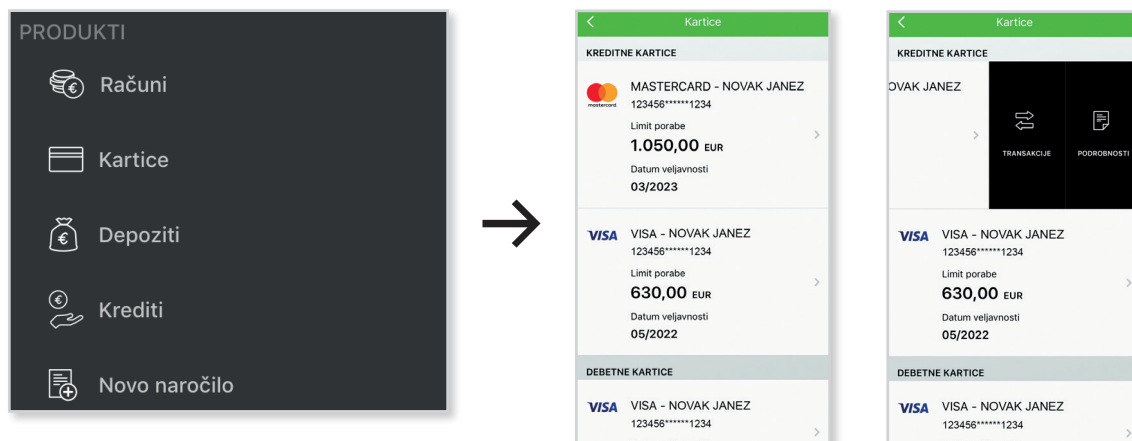 PRODUKTI
Računi
Kartice
Depoziti
Krediti
Novo naročilo
Kartice
KREDITNE KARTICE
mastercard
MASTERCARD - NOVAK JANEZ
123456******1234
Limit porabe
1.050,00 EUR
Datum veljavnosti
03/2023
VISA
VISA - NOVAK JANEZ
123456******1234
Limit porabe
630,00 EUR
Datum veljavnosti
05/2022
DEBETNE KARTICE
VISA
VISA - NOVAK JANEZ
123456******1234
Kartice
KREDITNE KARTICE
OVAK JANEZ
TRANSAKCIJE
PODROBNOSTI
VISA
VISA - NOVAK JANEZ
123456******1234
Limit porabe
630,00 EUR
Datum veljavnosti
05/2022
DEBETNE KARTICE
VISA
VISA - NOVAK JANEZ
123456******1234